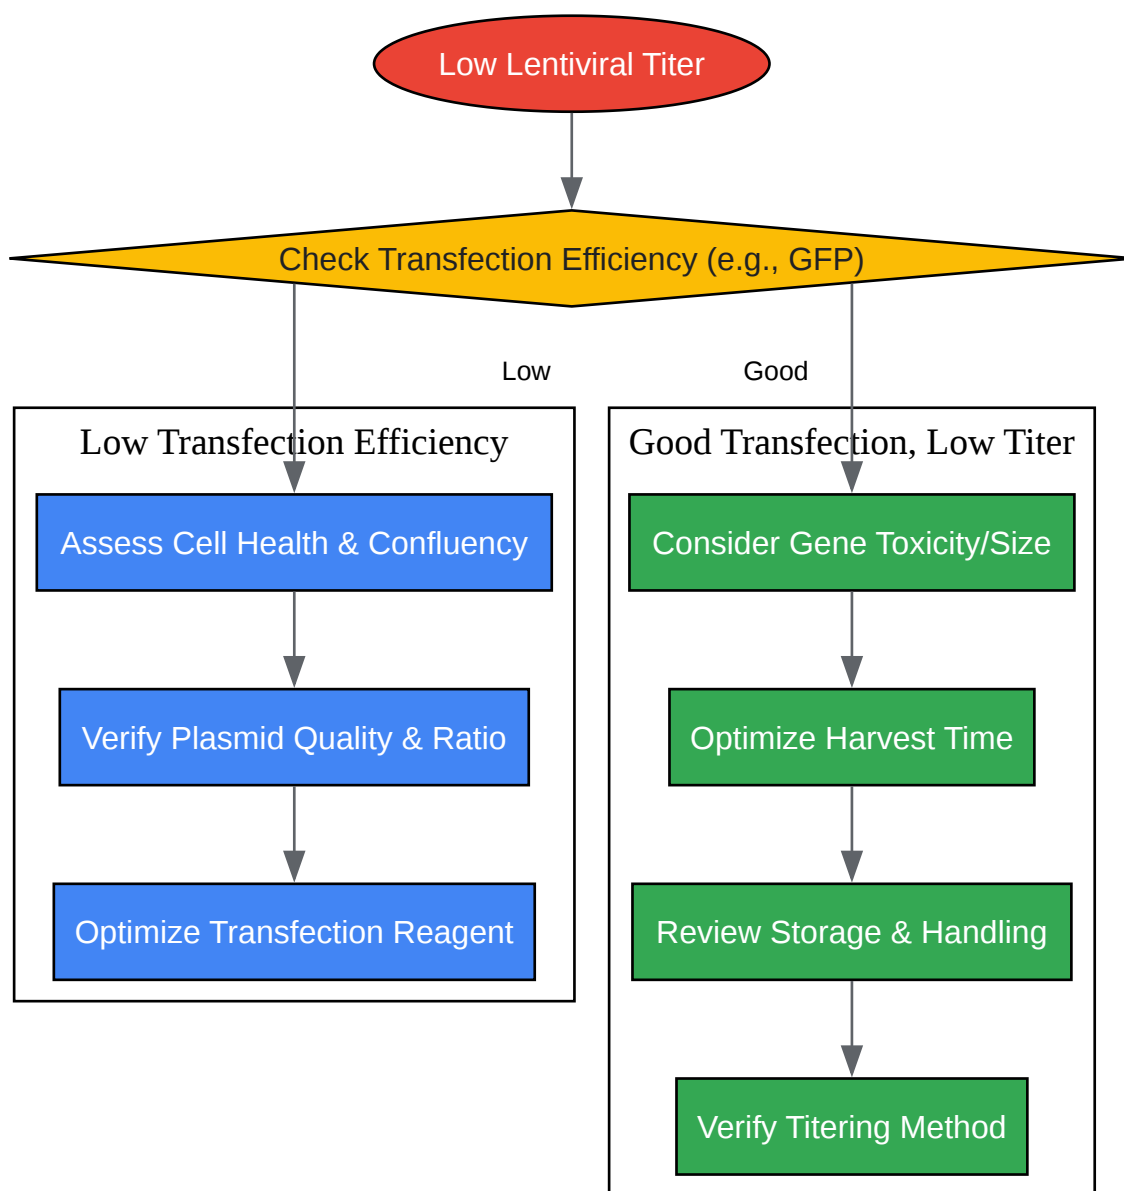 Low Lentiviral Titer
Check Transfection Efficiency (e.g., GFP)
Low
Good
Low Transfection Efficiency
Assess Cell Health & Confluency
Verify Plasmid Quality & Ratio
Optimize Transfection Reagent
Good Transfection, Low Titer
Consider Gene Toxicity/Size
Optimize Harvest Time
Review Storage & Handling
Verify Titering Method